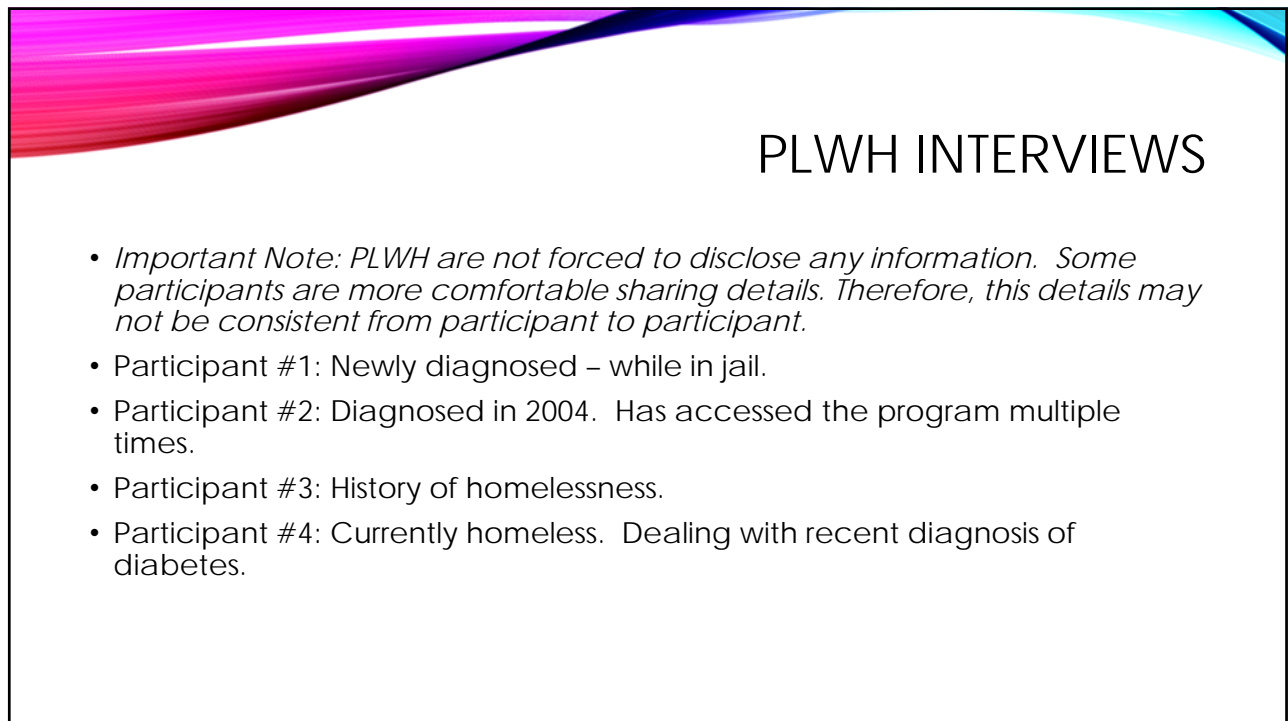 PLWH INTERVIEWS
• Important Note: PLWH are not forced to disclose any information.  Some
participants are more comfortable sharing details. Therefore, this details may
not be consistent from participant to participant.
• Participant #1: Newly diagnosed – while in jail.
• Participant #2: Diagnosed in 2004.  Has accessed the program multiple
times.
• Participant #3: History of homelessness.
• Participant #4: Currently homeless.  Dealing with recent diagnosis of
diabetes.